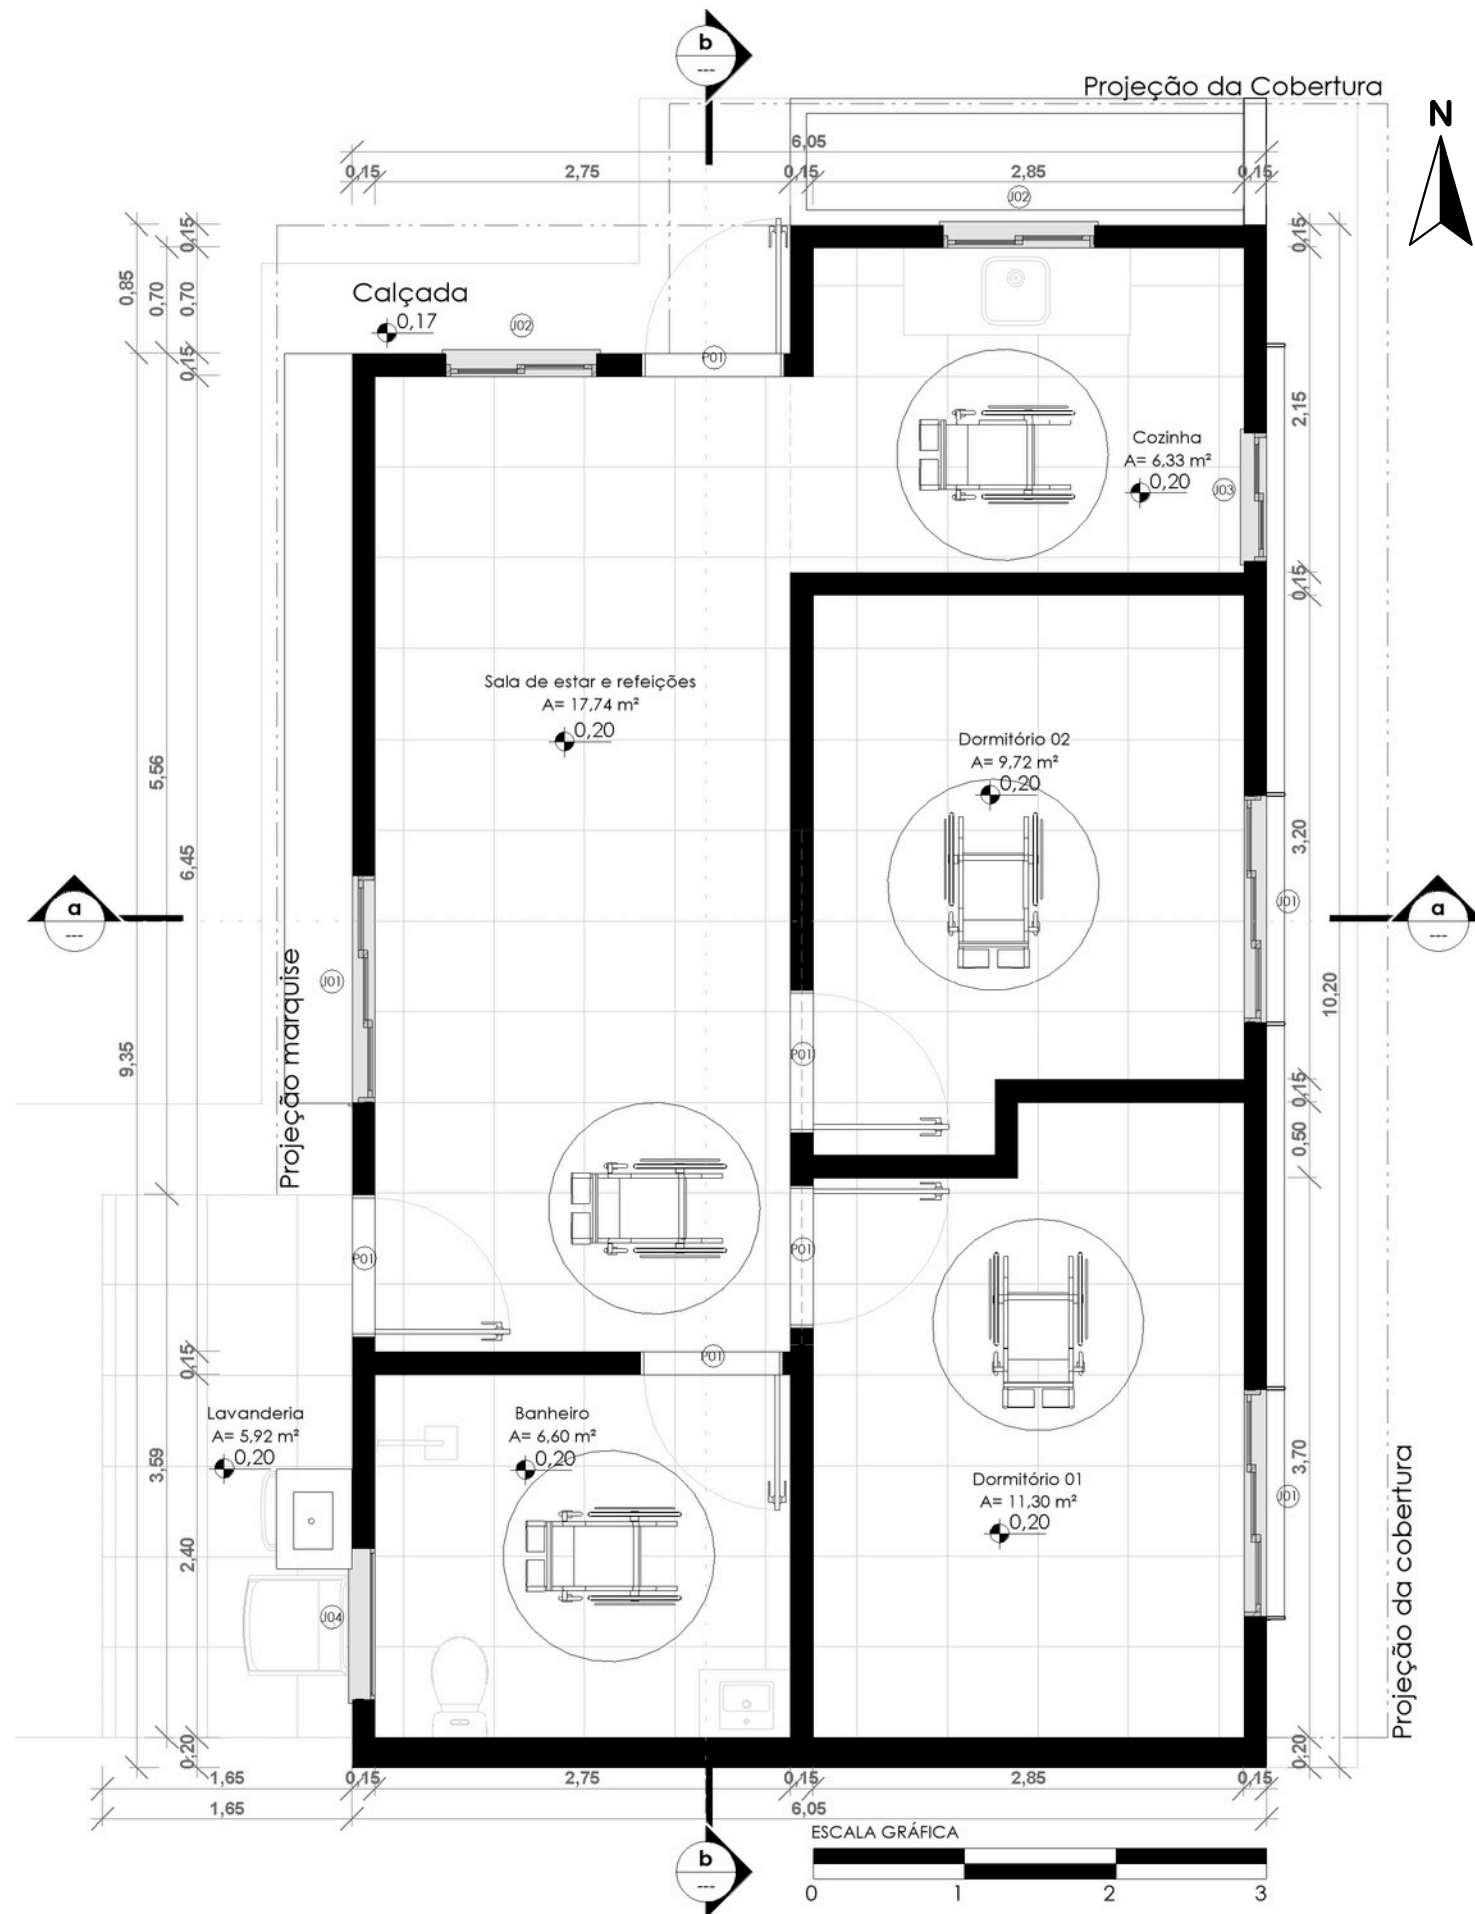 b
---
Projeção da Cobertura
N
6,05
0,15
2,75
0,15
2,85
0,15
J02
0,15
0,85
0,70
0,70
0,15
0,15
Calçada
0,17
J02
P01
2,15
Cozinha
A= 6,33 m²
0,20
J03
0,15
Sala de estar e refeições
A= 17,74 m²
0,20
Dormitório 02
A= 9,72 m²
0,20
5,56
6,45
3,20
a
---
J01
a
---
J01
Projeção marquise
10,20
9,35
P01
0,15
0,50
P01
P01
0,15
P01
Lavanderia
A= 5,92 m²
0,20
Banheiro
A= 6,60 m²
0,20
3,59
Dormitório 01
A= 11,30 m²
0,20
3,70
J01
Projeção da cobertura
2,40
J04
0,20
0,20
1,65
0,15
2,75
0,15
2,85
0,15
1,65
6,05
ESCALA GRÁFICA
b
---
0
1
2
3